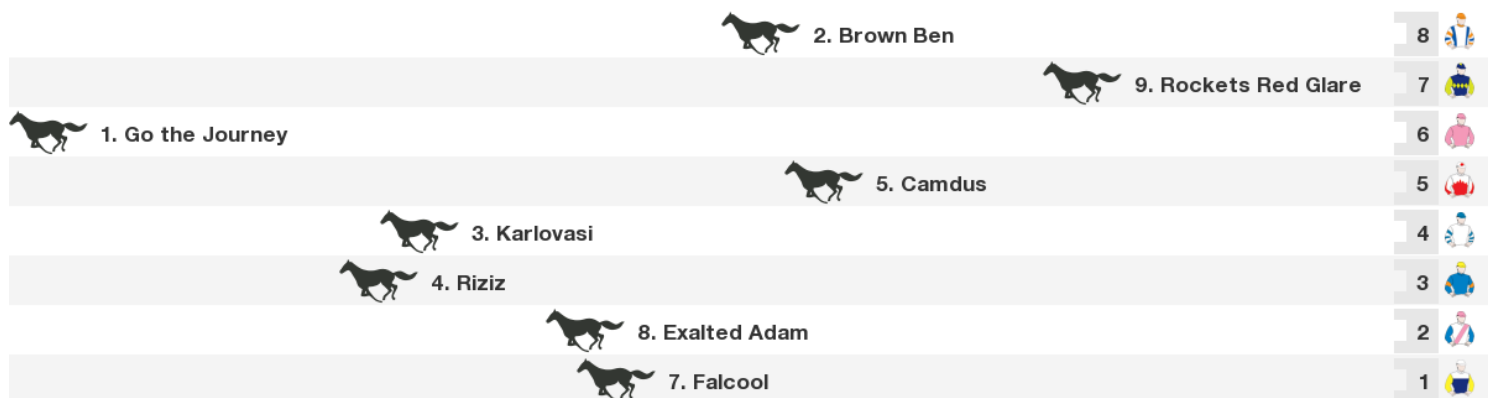 2. Brown Ben 8
9. Rockets Red Glare 7
1. Go the Journey 6
5. Camdus 5
3. Karlovasi 4
4. Riziz 3
8. Exalted Adam 2
7. Falcool 1